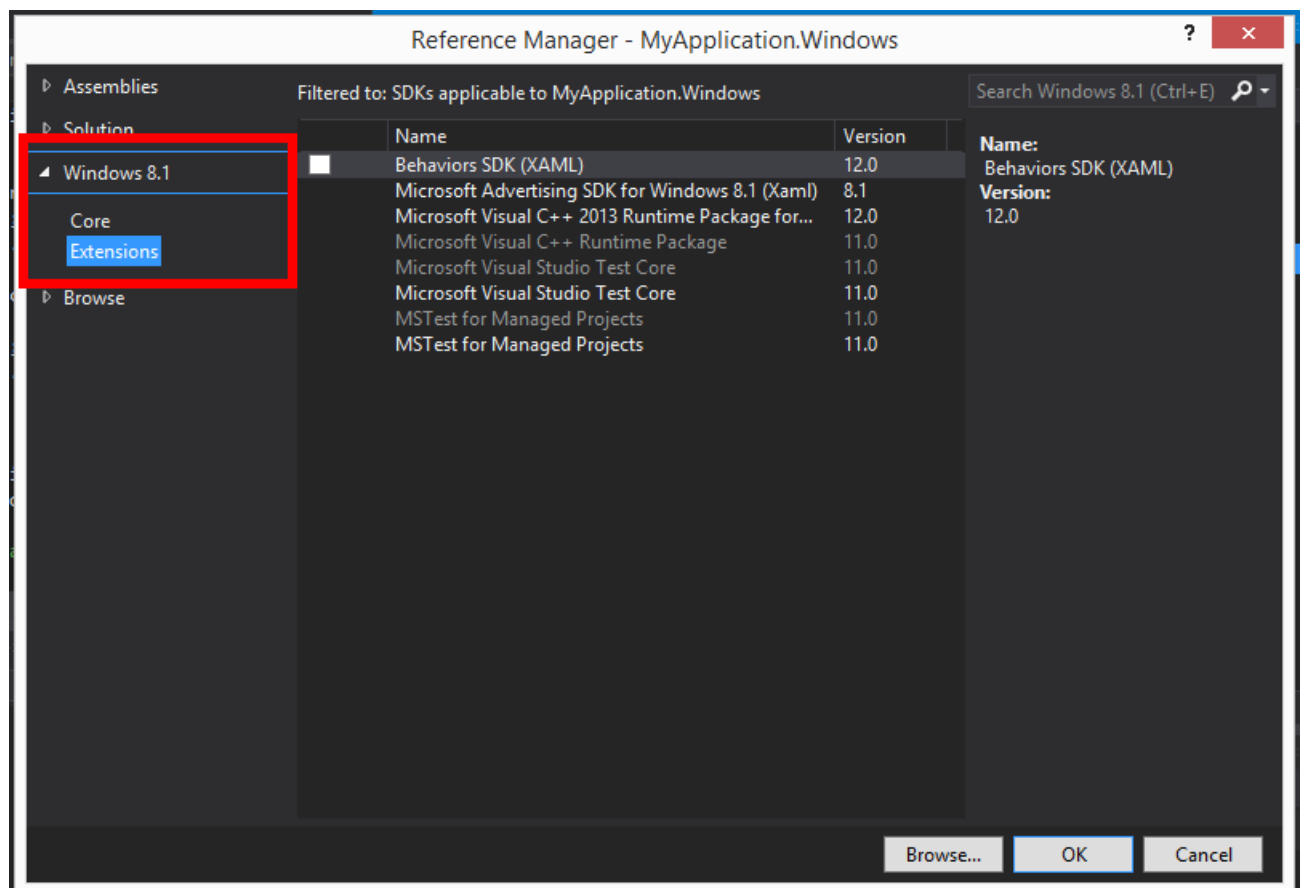 Reference Manager - MyApplication.Windows
?
Assemblies
Solution
Windows 8.1
Core
Extensions
Browse
Filtered to: SDKs applicable to MyApplication.Windows
Name Version
Behaviors SDK (XAML) 12.0
Microsoft Advertising SDK for Windows 8.1 (Xaml) 8.1
Microsoft Visual C++ 2013 Runtime Package for... 12.0
Microsoft Visual C++ Runtime Package 11.0
Microsoft Visual Studio Test Core 11.0
Microsoft Visual Studio Test Core 11.0
MSTest for Managed Projects 11.0
MSTest for Managed Projects 11.0
Search Windows 8.1 (Ctrl+E)
Name:
Behaviors SDK (XAML)
Version:
12.0
Browse... OK Cancel